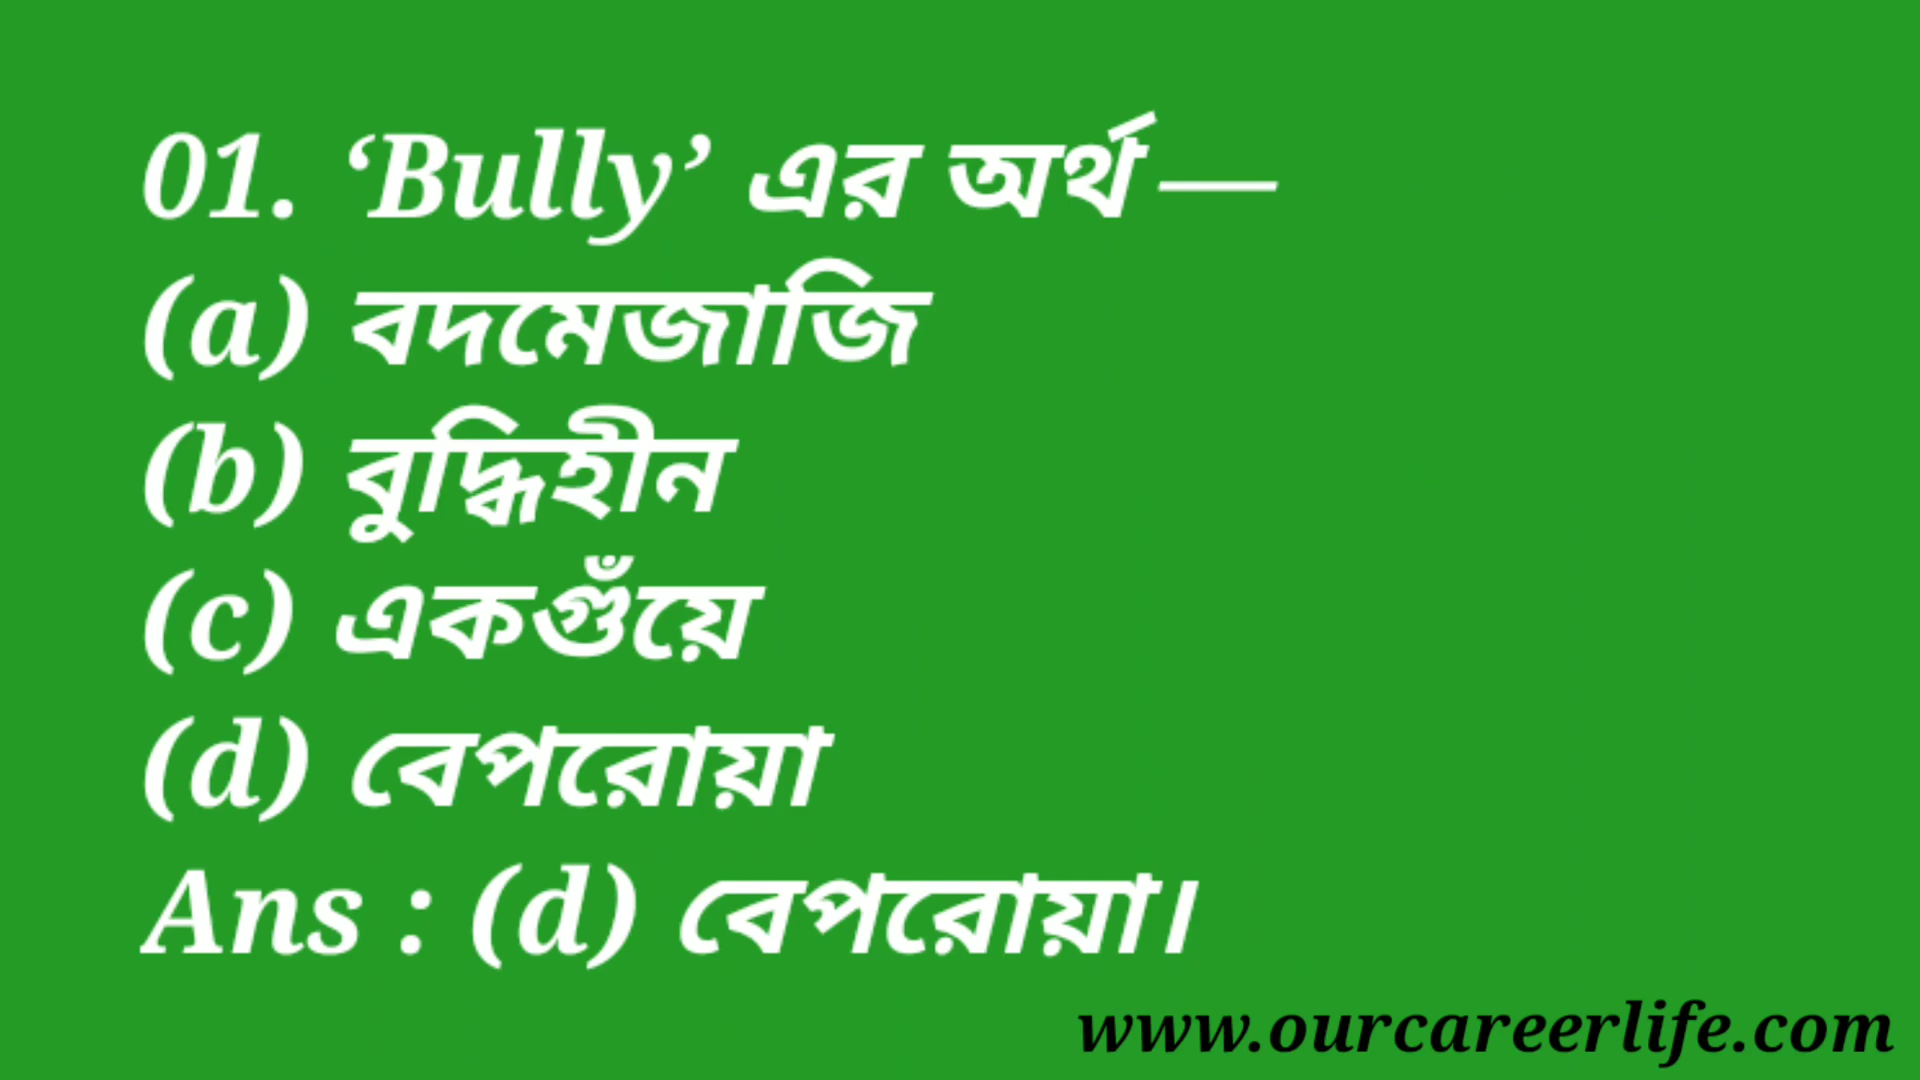 01. ‘Bully’ এর অর্থ —
(a) বদমেজাজি
(b) বুদ্ধিহীন
(c) একগুঁয়ে
(d) বেপরোয়া
Ans : (d) বেপরোয়া।
www.ourcareerlife.com